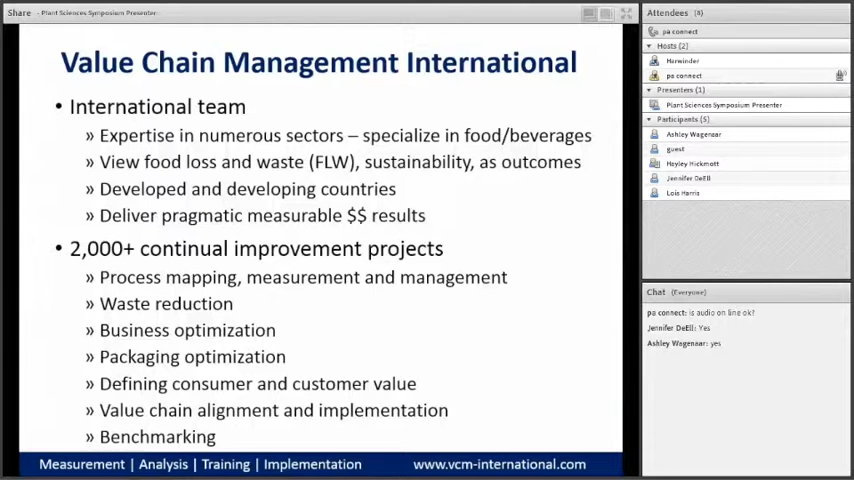 Share - Plant Sciences Symposium Presenter
Value Chain Management International
• International team
» Expertise in numerous sectors – specialize in food/beverages
» View food loss and waste (FLW), sustainability, as outcomes
» Developed and developing countries
» Deliver pragmatic measurable $$ results
• 2,000+ continual improvement projects
» Process mapping, measurement and management
» Waste reduction
» Business optimization
» Packaging optimization
» Defining consumer and customer value
» Value chain alignment and implementation
» Benchmarking
Measurement | Analysis | Training | Implementation www.vcm-international.com
Attendees (8)
pa connect
Hosts (2)
Harwinder
pa connect
Presenters (1)
Plant Sciences Symposium Presenter
Participants (5)
Ashley Wagenaar
guest
Heyley Hickmott
Jennifer DeEll
Lois Harris
Chat (Everyone)
pa connect: is audio on line ok?
Jennifer DeEll: Yes
Ashley Wagenaar: yes